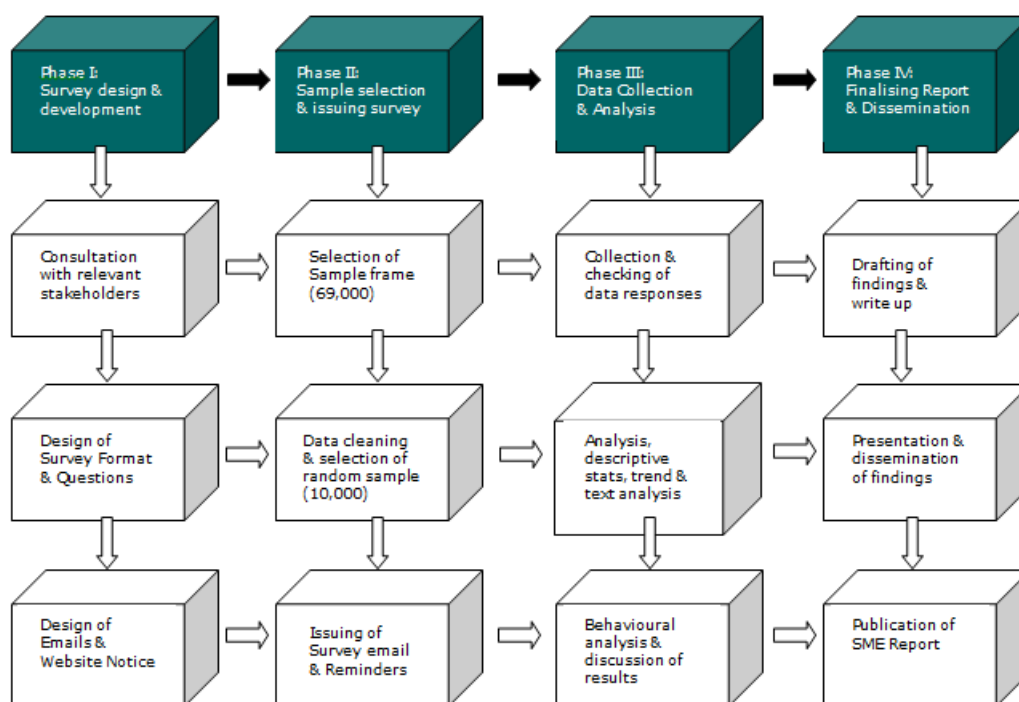 Phase I:
Survey design &
development
Phase II:
Sample selection
& issuing survey
Phase III:
Data Collection
& Analysis
Phase IV:
Finalising Report
& Dissemination
Consultation
with relevant
stakeholders
Selection of
Sample frame
(69,000)
Collection &
checking of
data responses
Drafting of
findings &
write up
Design of
Survey Format
& Questions
Data cleaning
& selection of
random sample
(10,000)
Analysis,
descriptive
stats, trend &
text analysis
Presentation &
dissemination
of findings
Design of
Emails &
Website Notice
Issuing of
Survey email
& Reminders
Behavioural
analysis &
discussion of
results
Publication of
SME Report